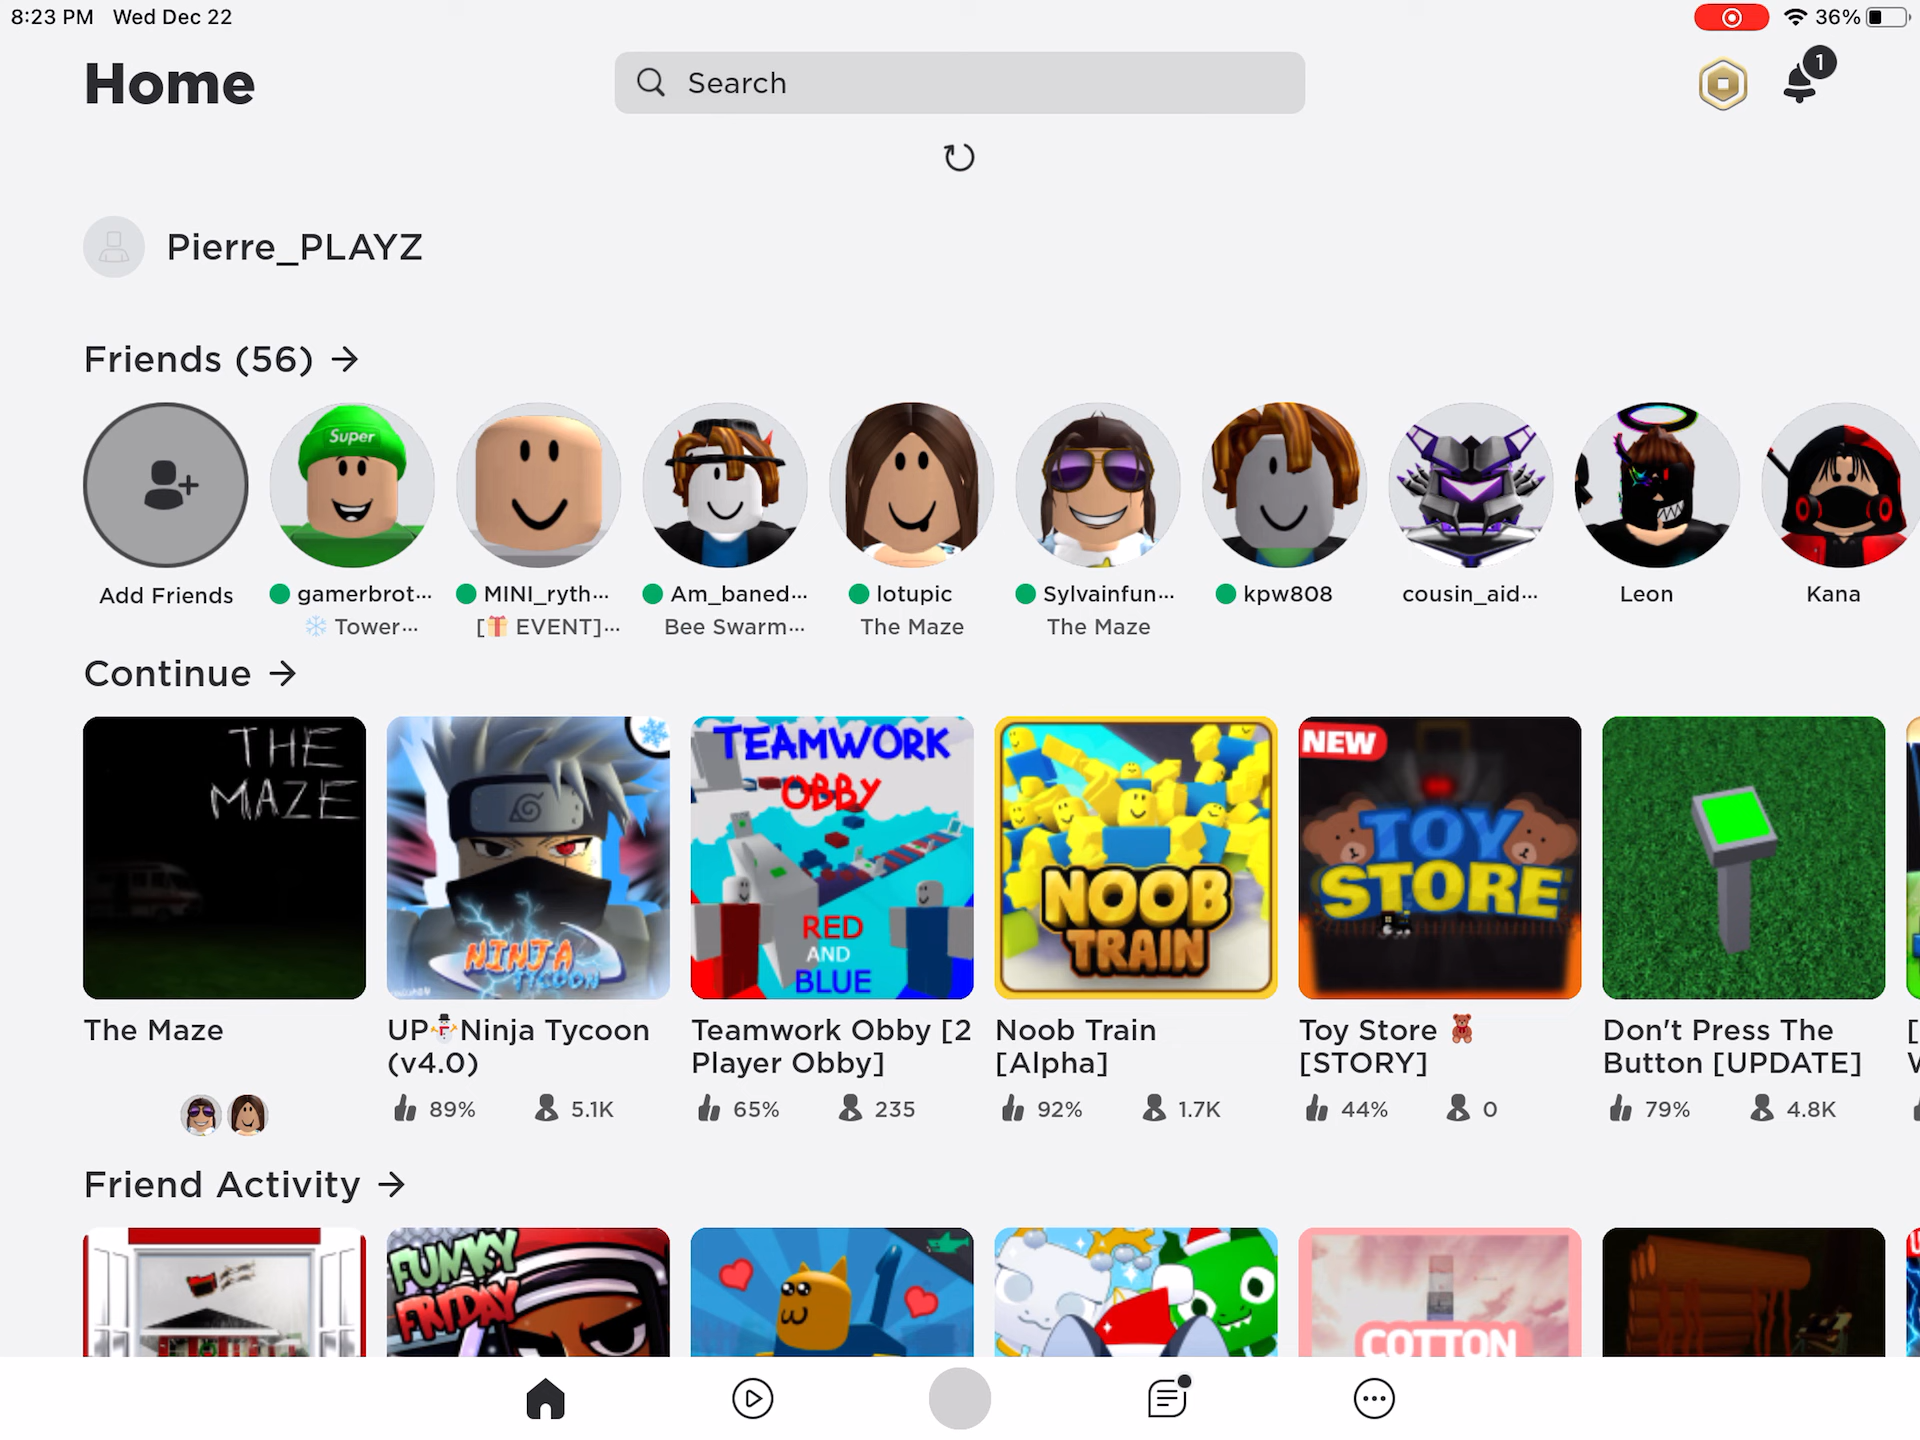 8:23 PM Wed Dec 22
36%
Home
Search
1
Pierre_PLAYZ
Friends (56) →
Super
Add Friends
gamerbrot...
MINI_ryth...
Am_baned...
lotupic
Sylvainfun...
kpw808
cousin_aid...
Leon
Kana
❄️ Tower...
[🎁 EVENT]...
Bee Swarm...
The Maze
The Maze
Continue →
THE
MAZE
NINJA
TYCOON
TEAMWORK
OBBY
RED
AND
BLUE
NOOB
TRAIN
NEW
TOY
STORE
The Maze
UP⛄Ninja Tycoon
(v4.0)
89% 5.1K
Teamwork Obby [2
Player Obby]
65% 235
Noob Train
[Alpha]
92% 1.7K
Toy Store 🧸
[STORY]
44% 0
Don't Press The
Button [UPDATE]
79% 4.8K
[
Friend Activity →
FUNKY
FRIDAY
COTTON